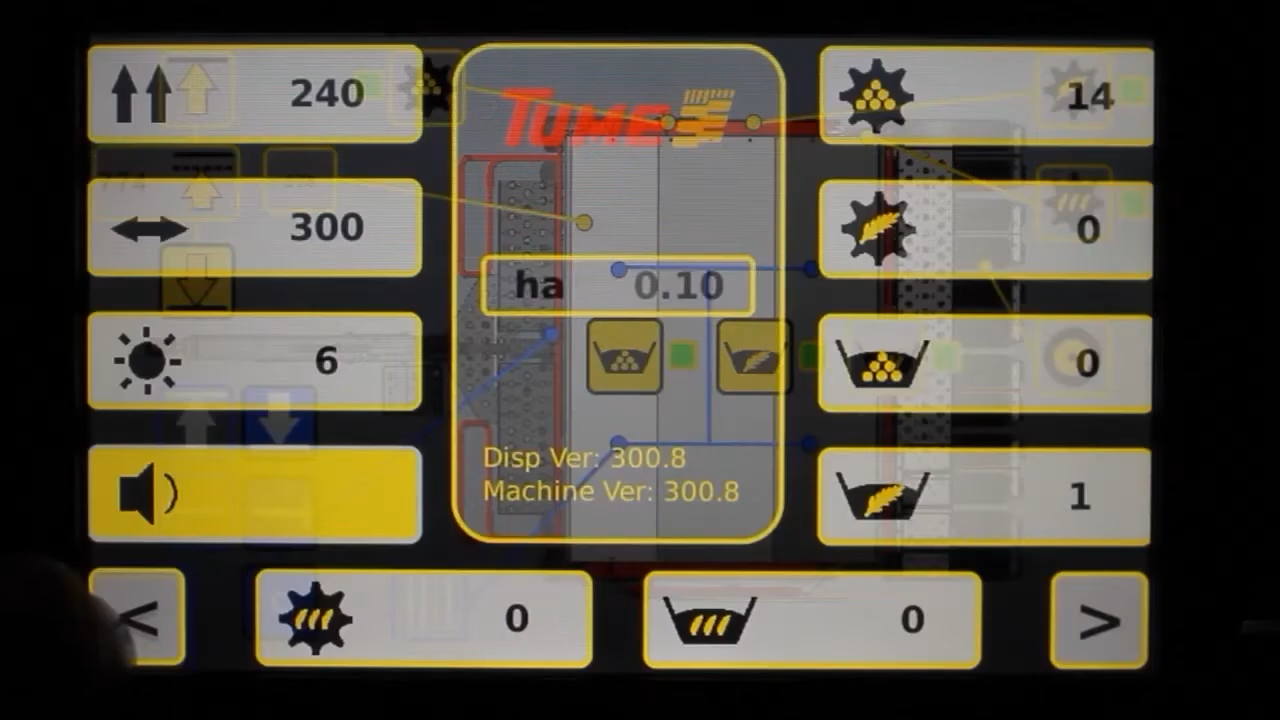 240
300
6
TUME
ha 0.10
Disp Ver: 300.8
Machine Ver: 300.8
14
0
0
1
< 0 0 >